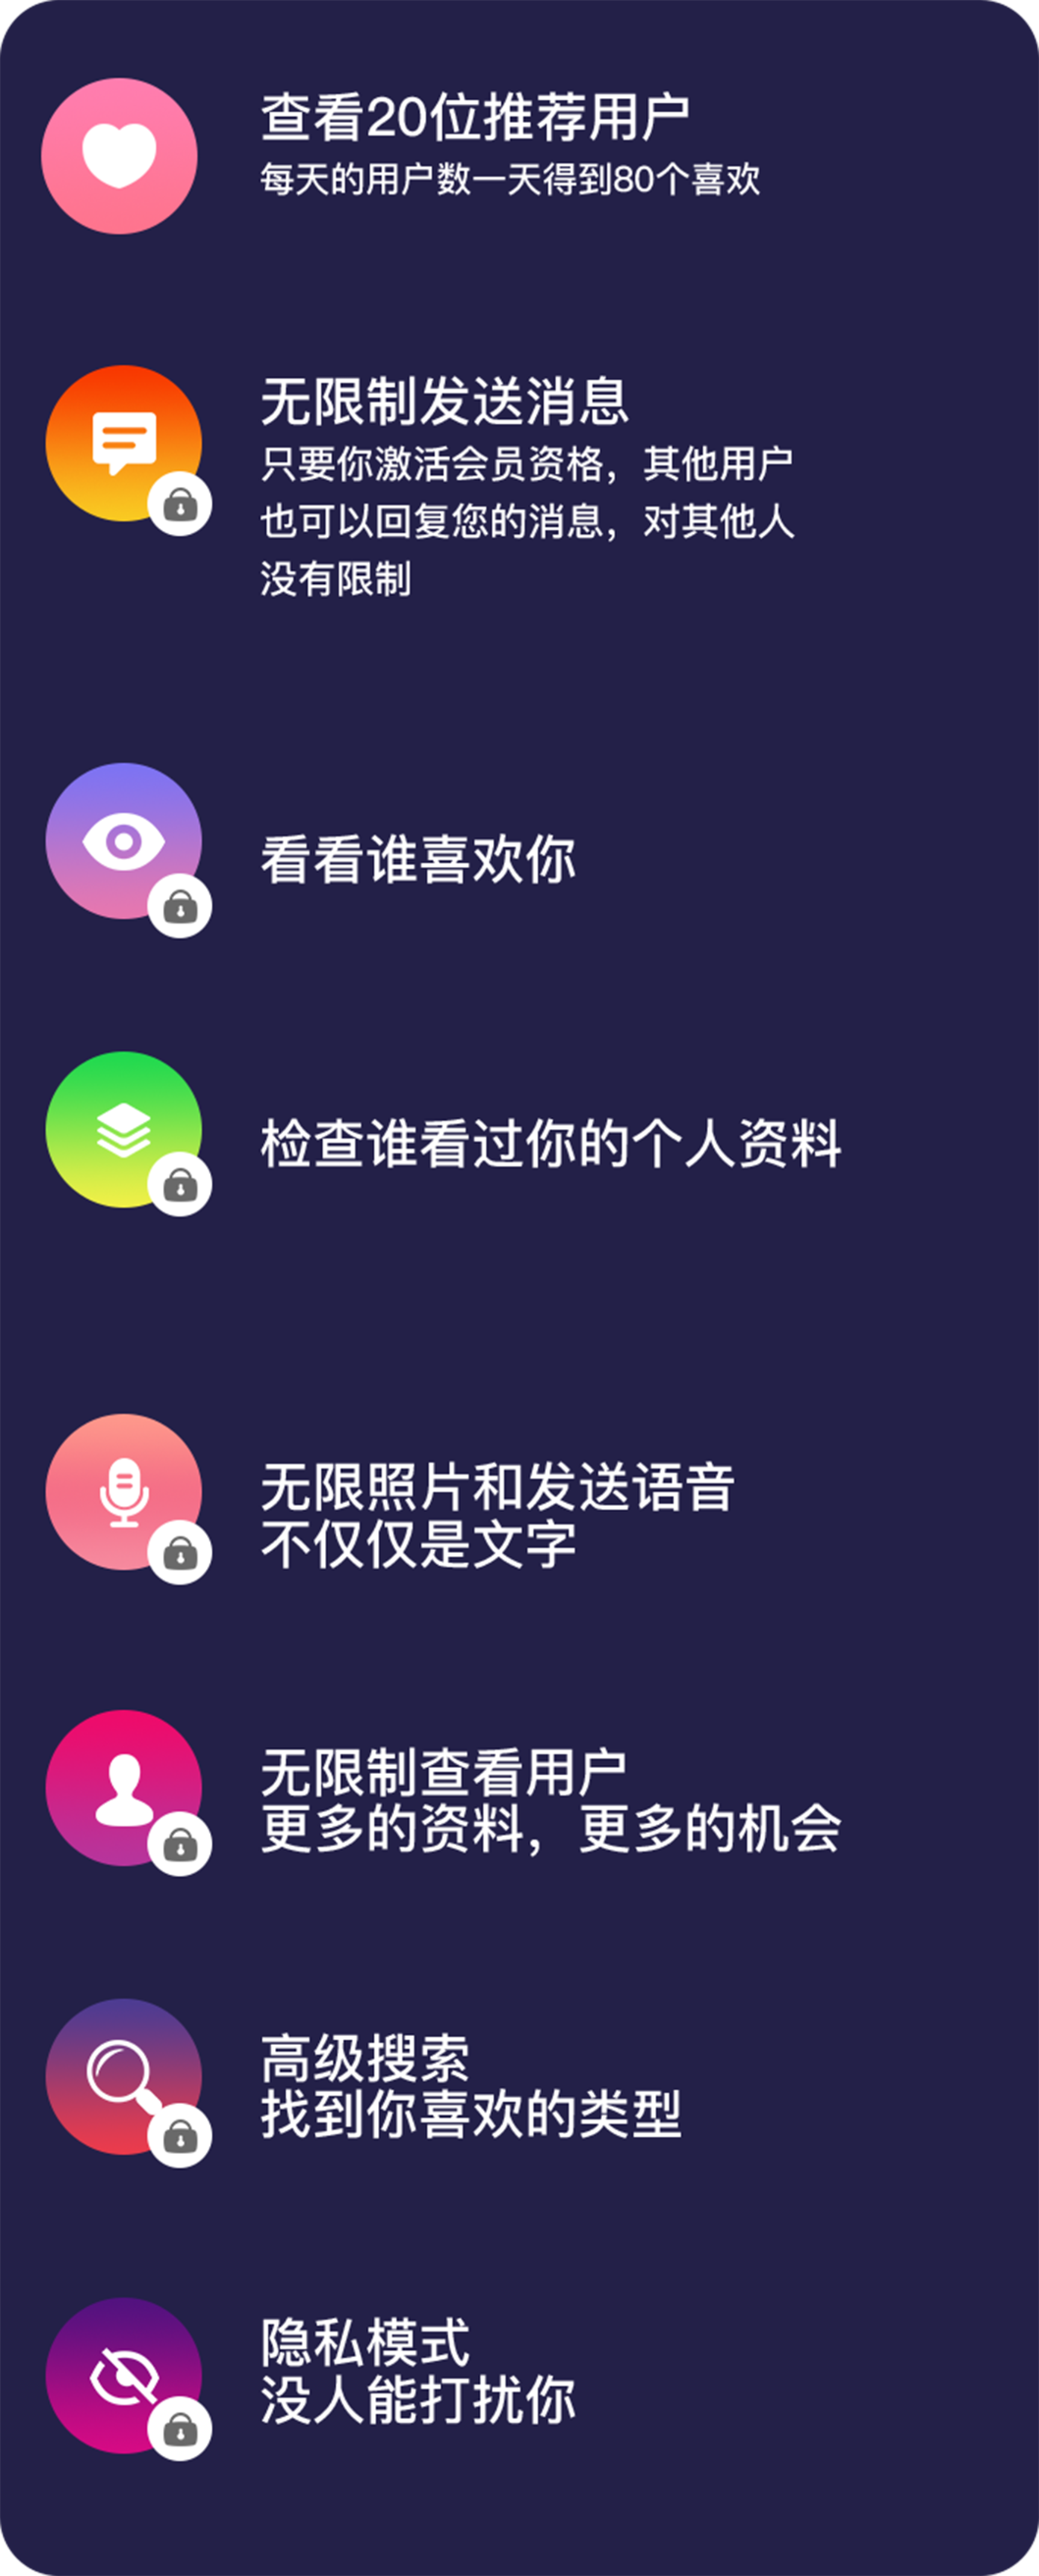 查看20位推荐用户
每天的用户数一天得到80个喜欢
无限制发送消息
只要你激活会员资格，其他用户
也可以回复您的消息，对其他人
没有限制
看看谁喜欢你
检查谁看过你的个人资料
无限照片和发送语音
不仅仅是文字
无限制查看用户
更多的资料，更多的机会
高级搜索
找到你喜欢的类型
隐私模式
没人能打扰你